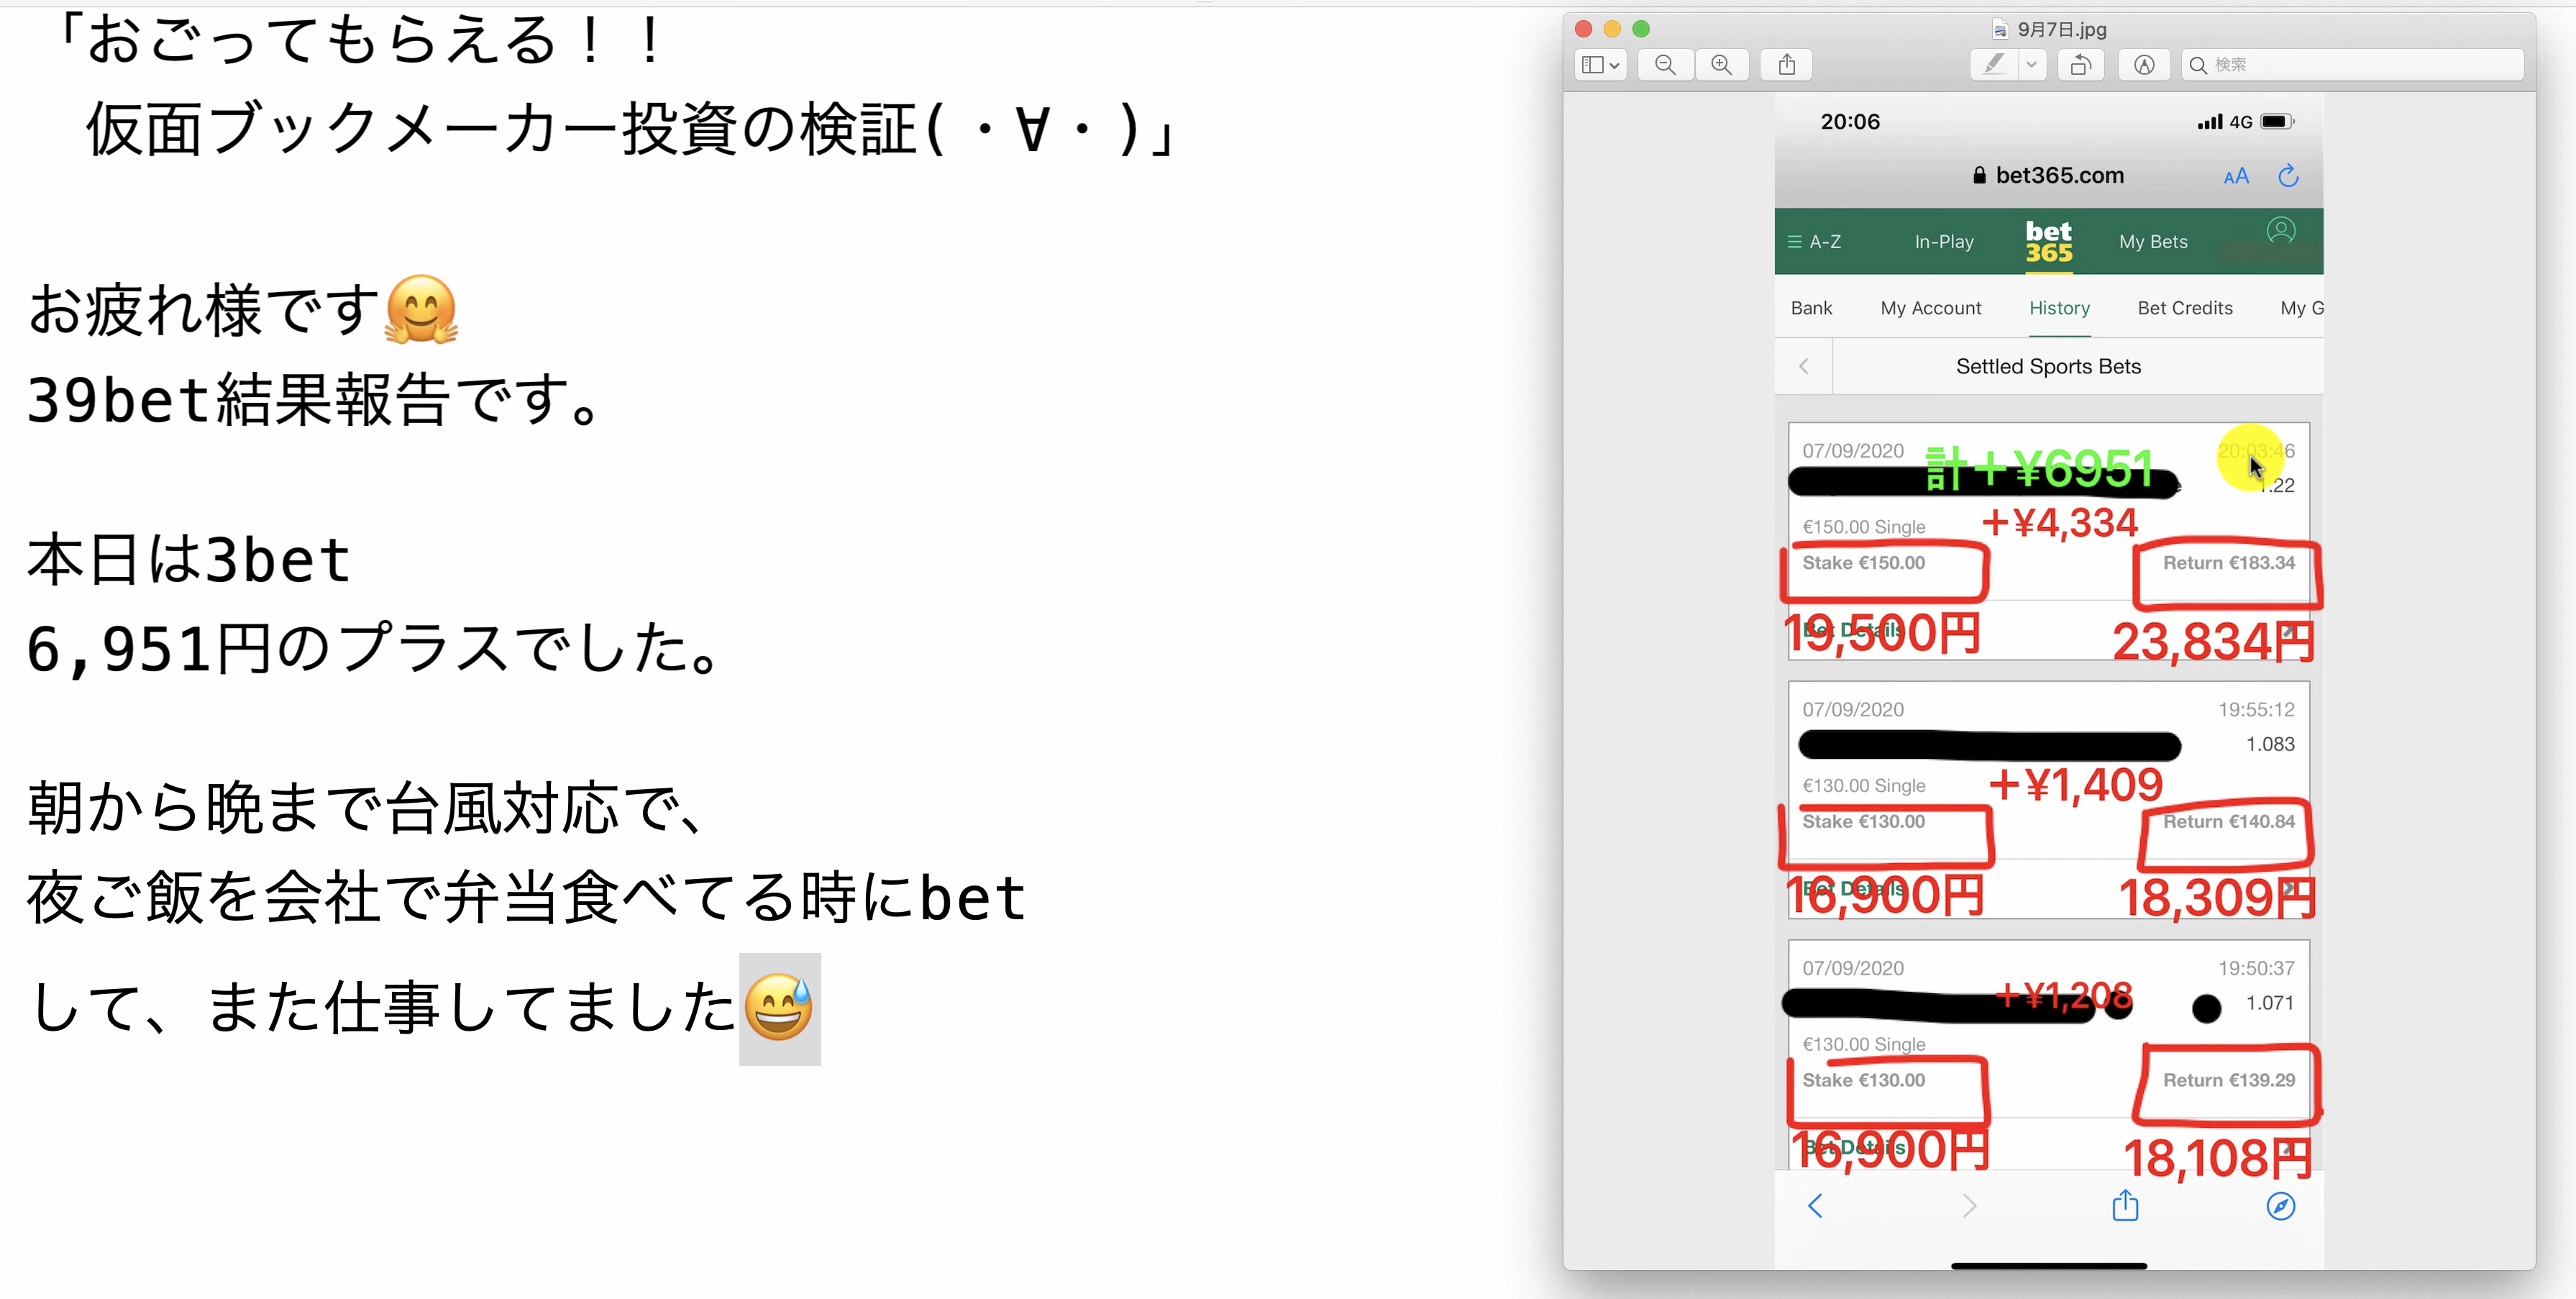 「おごってもらえる！！
仮面ブックメーカー投資の検証(・∀・)」
お疲れ様です🤗
39bet結果報告です。
本日は3bet
6,951円のプラスでした。
朝から晩まで台風対応で、
夜ご飯を会社で弁当食べてる時にbet
して、また仕事してました😅
9月7日.jpg
検索
20:06
4G
bet365.com
AA
A-Z
In-Play
bet
365
My Bets
Bank
My Account
History
Bet Credits
My G
Settled Sports Bets
07/09/2020
計＋¥6951
20:03:46
.22
€150.00 Single
＋¥4,334
Stake €150.00
Return €183.34
Bet Details
19,500円
23,834円
07/09/2020
19:55:12
1.083
€130.00 Single
＋¥1,409
Stake €130.00
Return €140.84
Bet Details
16,900円
18,309円
07/09/2020
19:50:37
＋¥1,208
1.071
€130.00 Single
Stake €130.00
Return €139.29
Bet Details
16,900円
18,108円